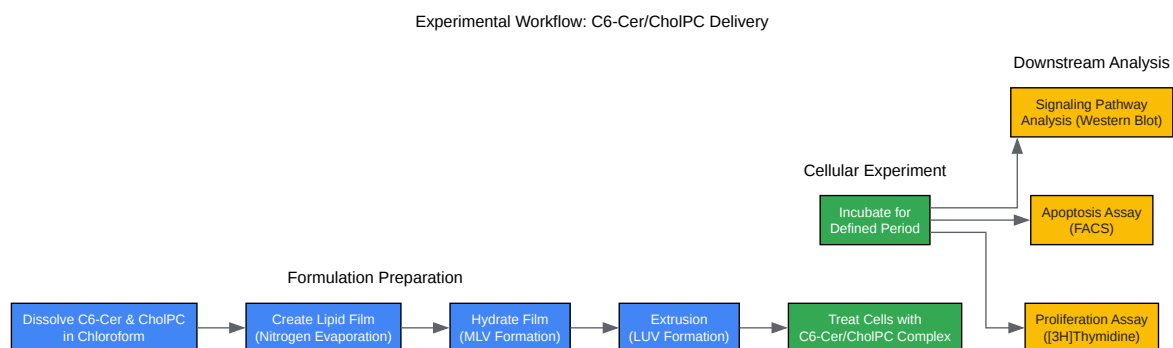 Experimental Workflow: C6-Cer/CholPC Delivery
Downstream Analysis
Signaling Pathway
Analysis (Western Blot)
Cellular Experiment
Incubate for
Defined Period
Apoptosis Assay
(FACS)
Formulation Preparation
Dissolve C6-Cer & CholPC
in Chloroform
Create Lipid Film
(Nitrogen Evaporation)
Hydrate Film
(MLV Formation)
Extrusion
(LUV Formation)
Treat Cells with
C6-Cer/CholPC Complex
Proliferation Assay
([3H]Thymidine)